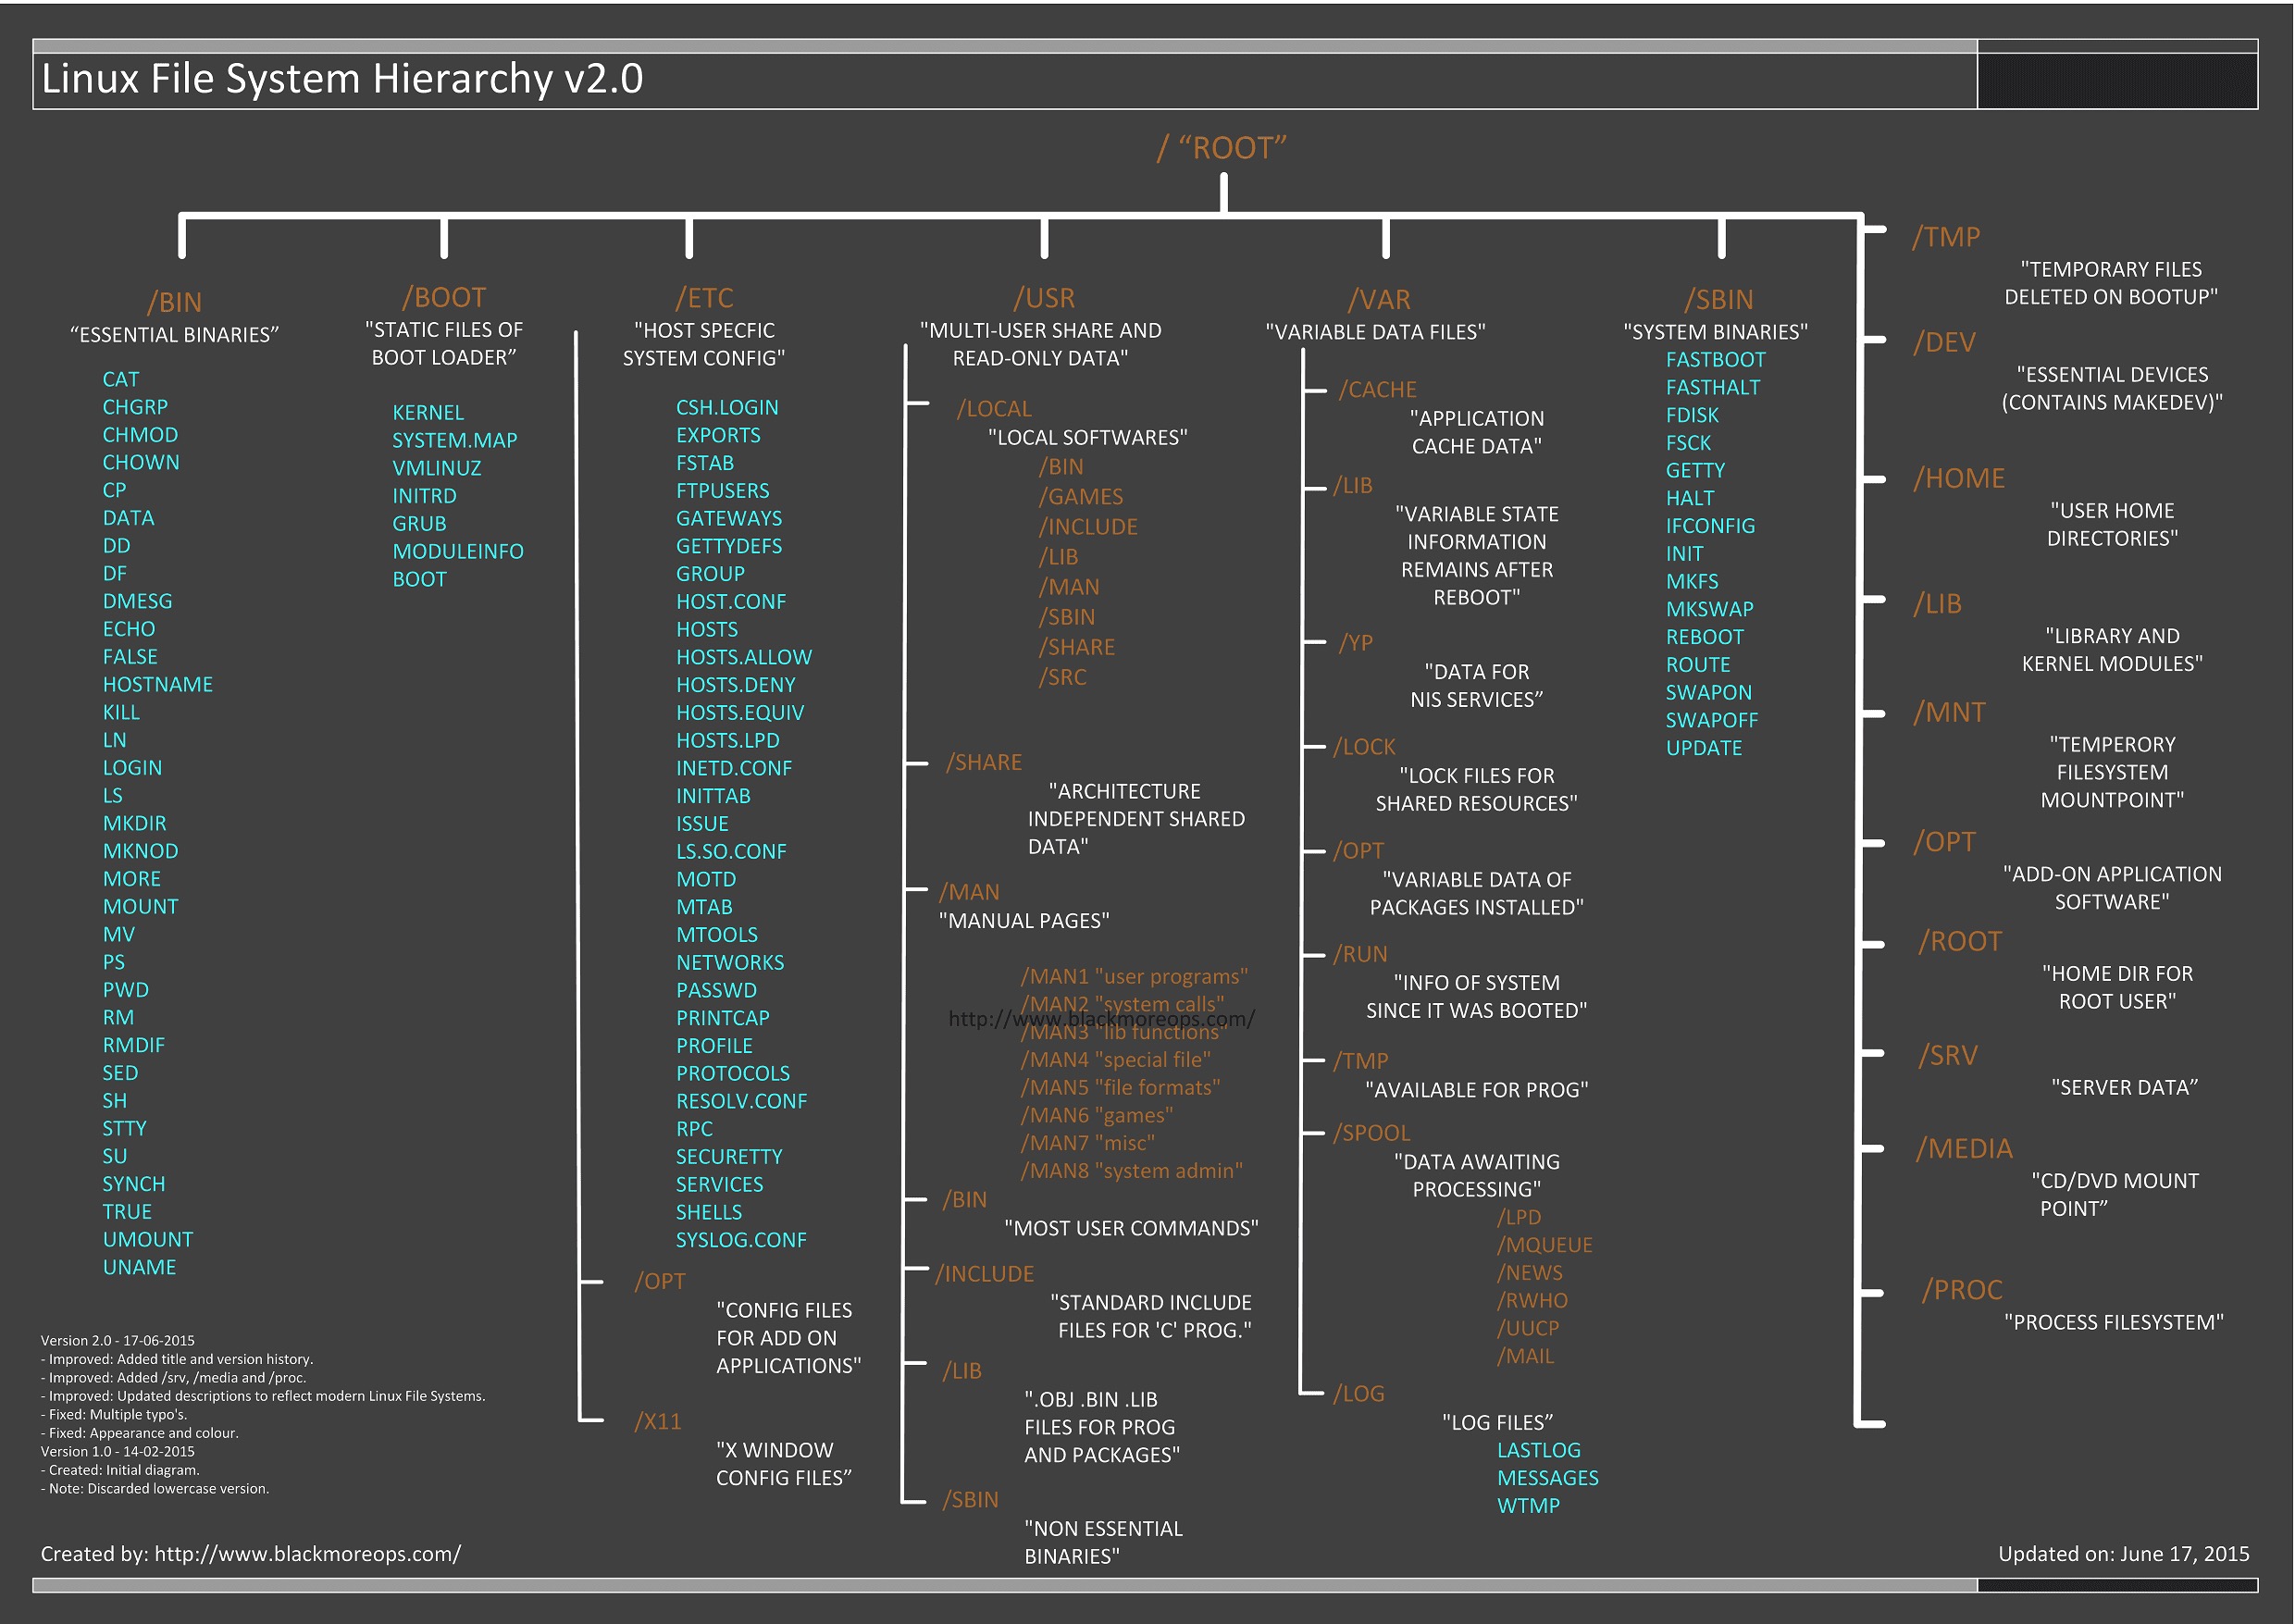 Linux File System Hierarchy v2.0
/ “ROOT”
/BIN
“ESSENTIAL BINARIES”
CAT
CHGRP
CHMOD
CHOWN
CP
DATA
DD
DF
DMESG
ECHO
FALSE
HOSTNAME
KILL
LN
LOGIN
LS
MKDIR
MKNOD
MORE
MOUNT
MV
PS
PWD
RM
RMDIF
SED
SH
STTY
SU
SYNCH
TRUE
UMOUNT
UNAME
/BOOT
"STATIC FILES OF
BOOT LOADER”
KERNEL
SYSTEM.MAP
VMLINUZ
INITRD
GRUB
MODULEINFO
BOOT
/ETC
"HOST SPECFIC
SYSTEM CONFIG"
CSH.LOGIN
EXPORTS
FSTAB
FTPUSERS
GATEWAYS
GETTYDEFS
GROUP
HOST.CONF
HOSTS
HOSTS.ALLOW
HOSTS.DENY
HOSTS.EQUIV
HOSTS.LPD
INETD.CONF
INITTAB
ISSUE
LS.SO.CONF
MOTD
MTAB
MTOOLS
NETWORKS
PASSWD
PRINTCAP
PROFILE
PROTOCOLS
RESOLV.CONF
RPC
SECURETTY
SERVICES
SHELLS
SYSLOG.CONF
/OPT
"CONFIG FILES
FOR ADD ON
APPLICATIONS"
/X11
"X WINDOW
CONFIG FILES”
/USR
"MULTI-USER SHARE AND
READ-ONLY DATA"
/LOCAL
"LOCAL SOFTWARES"
/BIN
/GAMES
/INCLUDE
/LIB
/MAN
/SBIN
/SHARE
/SRC
/SHARE
"ARCHITECTURE
INDEPENDENT SHARED
DATA"
/MAN
"MANUAL PAGES"
/MAN1 "user programs"
/MAN2 "system calls"
http://www.blackmoreops.com/
/MAN3 "lib functions"
/MAN4 "special file"
/MAN5 "file formats"
/MAN6 "games"
/MAN7 "misc"
/MAN8 "system admin"
/BIN
"MOST USER COMMANDS"
/INCLUDE
"STANDARD INCLUDE
FILES FOR 'C' PROG."
/LIB
".OBJ .BIN .LIB
FILES FOR PROG
AND PACKAGES"
/SBIN
"NON ESSENTIAL
BINARIES"
/VAR
"VARIABLE DATA FILES"
/CACHE
"APPLICATION
CACHE DATA"
/LIB
"VARIABLE STATE
INFORMATION
REMAINS AFTER
REBOOT"
/YP
"DATA FOR
NIS SERVICES”
/LOCK
"LOCK FILES FOR
SHARED RESOURCES"
/OPT
"VARIABLE DATA OF
PACKAGES INSTALLED"
/RUN
"INFO OF SYSTEM
SINCE IT WAS BOOTED"
/TMP
"AVAILABLE FOR PROG"
/SPOOL
"DATA AWAITING
PROCESSING"
/LPD
/MQUEUE
/NEWS
/RWHO
/UUCP
/MAIL
/LOG
"LOG FILES”
LASTLOG
MESSAGES
WTMP
/SBIN
"SYSTEM BINARIES"
FASTBOOT
FASTHALT
FDISK
FSCK
GETTY
HALT
IFCONFIG
INIT
MKFS
MKSWAP
REBOOT
ROUTE
SWAPON
SWAPOFF
UPDATE
/TMP
"TEMPORARY FILES
DELETED ON BOOTUP"
/DEV
"ESSENTIAL DEVICES
(CONTAINS MAKEDEV)"
/HOME
"USER HOME
DIRECTORIES"
/LIB
"LIBRARY AND
KERNEL MODULES"
/MNT
"TEMPERORY
FILESYSTEM
MOUNTPOINT"
/OPT
"ADD-ON APPLICATION
SOFTWARE"
/ROOT
"HOME DIR FOR
ROOT USER"
/SRV
"SERVER DATA”
/MEDIA
"CD/DVD MOUNT
POINT”
/PROC
"PROCESS FILESYSTEM"
Version 2.0 - 17-06-2015
- Improved: Added title and version history.
- Improved: Added /srv, /media and /proc.
- Improved: Updated descriptions to reflect modern Linux File Systems.
- Fixed: Multiple typo's.
- Fixed: Appearance and colour.
Version 1.0 - 14-02-2015
- Created: Initial diagram.
- Note: Discarded lowercase version.
Created by: http://www.blackmoreops.com/
Updated on: June 17, 2015